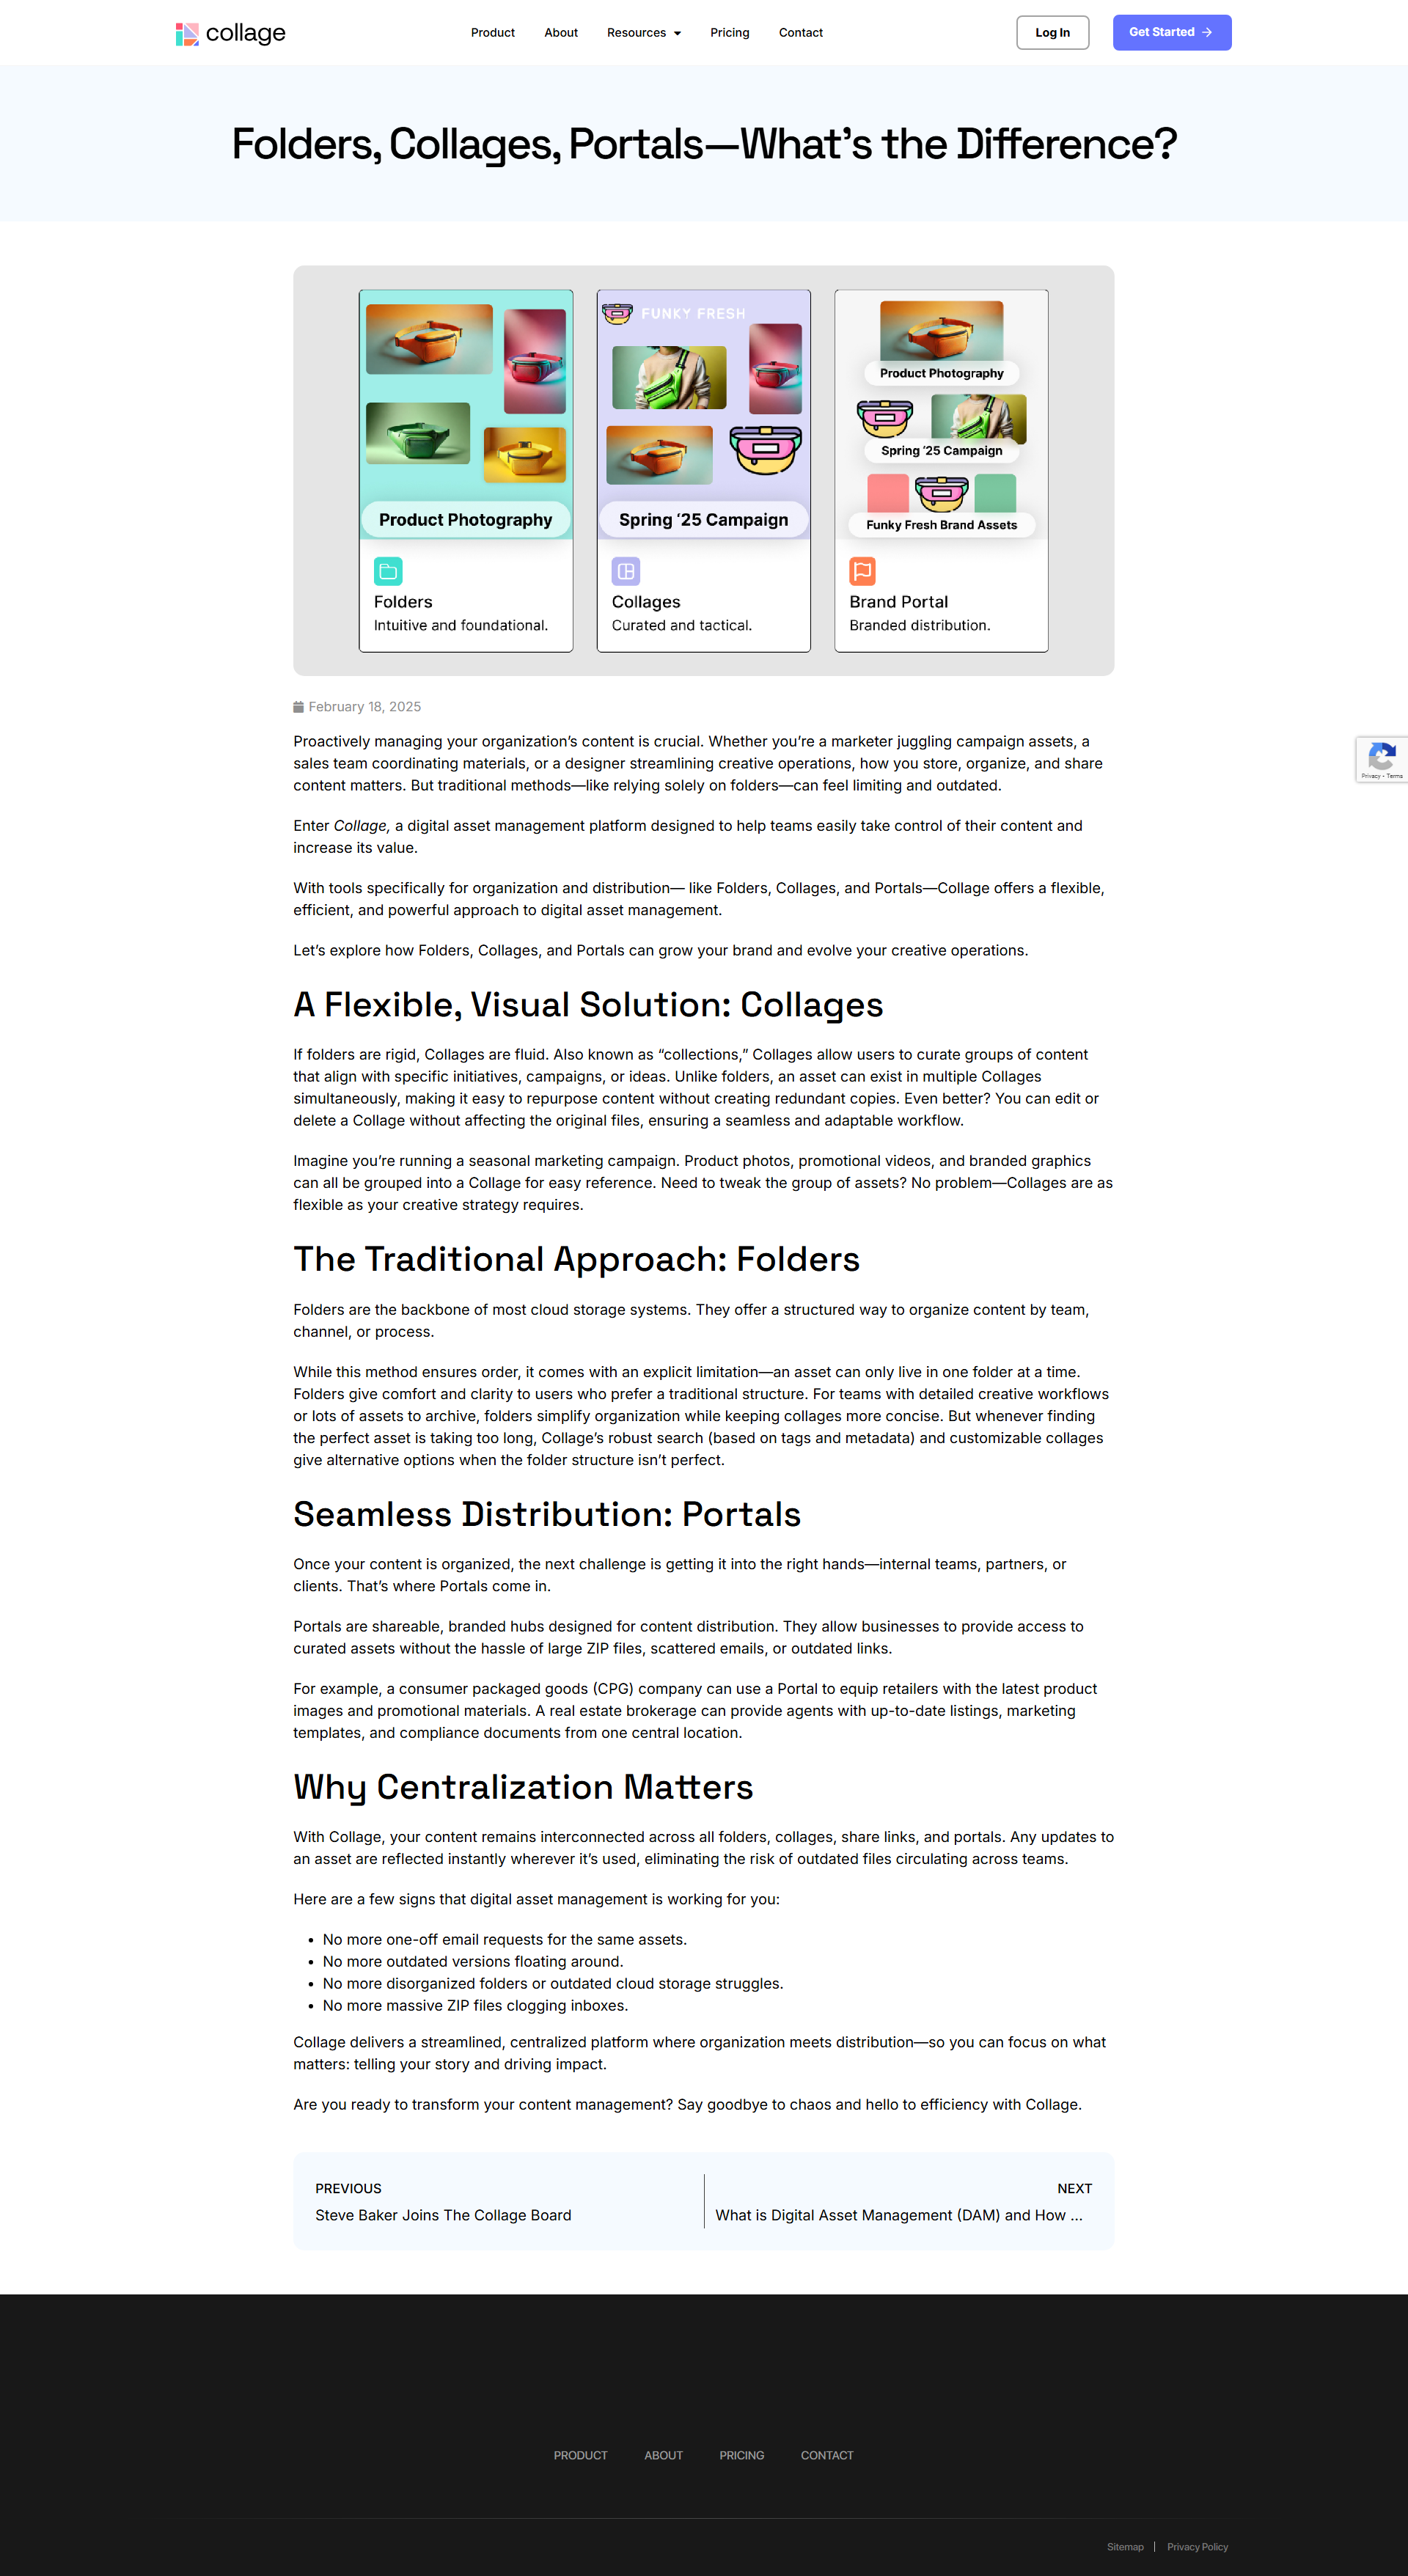 collage
Product
About
Resources
Pricing
Contact
Log In
Get Started
Folders, Collages, Portals—What’s the Difference?
Product Photography
Folders
Intuitive and foundational.
FUNKY FRESH
Spring ‘25 Campaign
Collages
Curated and tactical.
Product Photography
Spring ‘25 Campaign
Funky Fresh Brand Assets
Brand Portal
Branded distribution.
February 18, 2025
Privacy - Terms
Proactively managing your organization’s content is crucial. Whether you’re a marketer juggling campaign assets, a
sales team coordinating materials, or a designer streamlining creative operations, how you store, organize, and share
content matters. But traditional methods—like relying solely on folders—can feel limiting and outdated.
Enter Collage, a digital asset management platform designed to help teams easily take control of their content and
increase its value.
With tools specifically for organization and distribution— like Folders, Collages, and Portals—Collage offers a flexible,
efficient, and powerful approach to digital asset management.
Let’s explore how Folders, Collages, and Portals can grow your brand and evolve your creative operations.
A Flexible, Visual Solution: Collages
If folders are rigid, Collages are fluid. Also known as “collections,” Collages allow users to curate groups of content
that align with specific initiatives, campaigns, or ideas. Unlike folders, an asset can exist in multiple Collages
simultaneously, making it easy to repurpose content without creating redundant copies. Even better? You can edit or
delete a Collage without affecting the original files, ensuring a seamless and adaptable workflow.
Imagine you’re running a seasonal marketing campaign. Product photos, promotional videos, and branded graphics
can all be grouped into a Collage for easy reference. Need to tweak the group of assets? No problem—Collages are as
flexible as your creative strategy requires.
The Traditional Approach: Folders
Folders are the backbone of most cloud storage systems. They offer a structured way to organize content by team,
channel, or process.
While this method ensures order, it comes with an explicit limitation—an asset can only live in one folder at a time.
Folders give comfort and clarity to users who prefer a traditional structure. For teams with detailed creative workflows
or lots of assets to archive, folders simplify organization while keeping collages more concise. But whenever finding
the perfect asset is taking too long, Collage’s robust search (based on tags and metadata) and customizable collages
give alternative options when the folder structure isn’t perfect.
Seamless Distribution: Portals
Once your content is organized, the next challenge is getting it into the right hands—internal teams, partners, or
clients. That’s where Portals come in.
Portals are shareable, branded hubs designed for content distribution. They allow businesses to provide access to
curated assets without the hassle of large ZIP files, scattered emails, or outdated links.
For example, a consumer packaged goods (CPG) company can use a Portal to equip retailers with the latest product
images and promotional materials. A real estate brokerage can provide agents with up-to-date listings, marketing
templates, and compliance documents from one central location.
Why Centralization Matters
With Collage, your content remains interconnected across all folders, collages, share links, and portals. Any updates to
an asset are reflected instantly wherever it’s used, eliminating the risk of outdated files circulating across teams.
Here are a few signs that digital asset management is working for you:
• No more one-off email requests for the same assets.
• No more outdated versions floating around.
• No more disorganized folders or outdated cloud storage struggles.
• No more massive ZIP files clogging inboxes.
Collage delivers a streamlined, centralized platform where organization meets distribution—so you can focus on what
matters: telling your story and driving impact.
Are you ready to transform your content management? Say goodbye to chaos and hello to efficiency with Collage.
PREVIOUS
Steve Baker Joins The Collage Board
NEXT
What is Digital Asset Management (DAM) and How ...
PRODUCT
ABOUT
PRICING
CONTACT
Sitemap
Privacy Policy